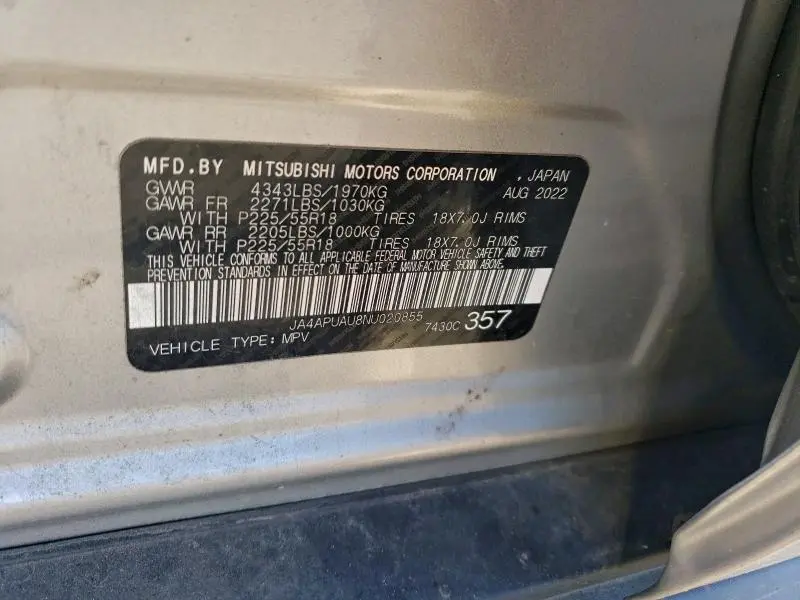 MFD.BY MITSUBISHI MOTORS CORPORATION , JAPAN
GVWR 4343LBS/1970KG AUG 2022
GAWR FR 2271LBS/1030KG
WITH P225/55R18 TIRES 18X7.0J RIMS
GAWR RR 2205LBS/1000KG
WITH P225/55R18 TIRES 18X7.0J RIMS
THIS VEHICLE CONFORMS TO ALL APPLICABLE FEDERAL MOTOR VEHICLE SAFETY AND THEFT
PREVENTION STANDARDS IN EFFECT ON THE DATE OF MANUFACTURE SHOWN ABOVE.
JA4APUAU8NU020855 7430C 357
VEHICLE TYPE: MPV